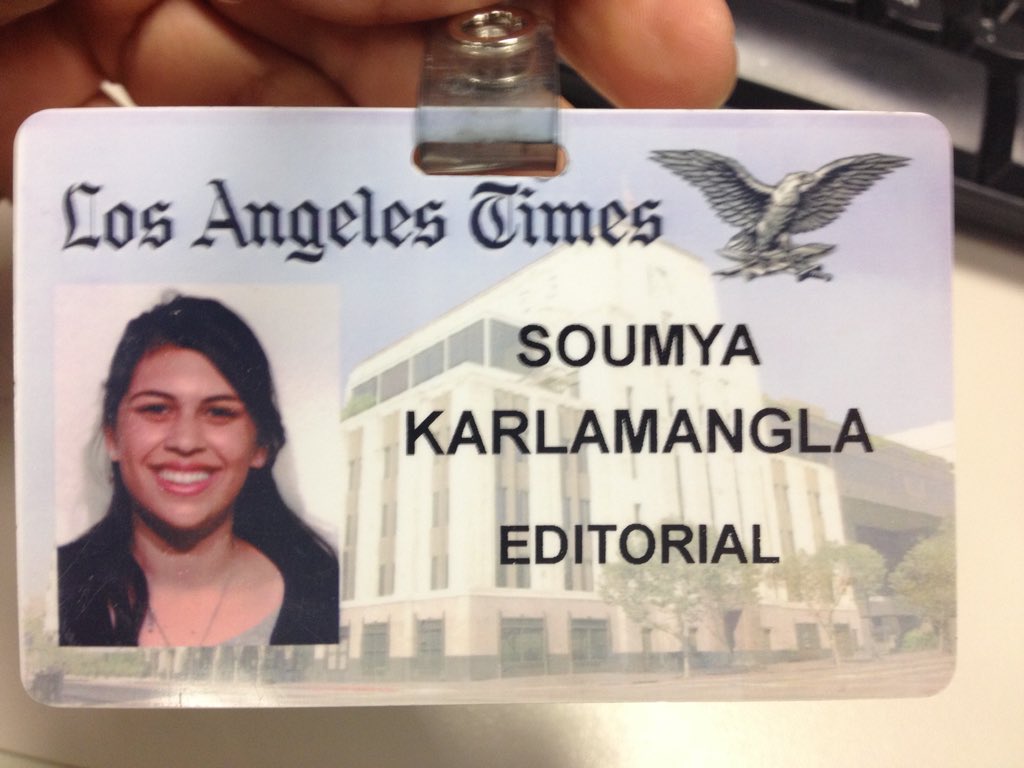 Los Angeles Times
SOUMYA
KARLAMANGLA
EDITORIAL